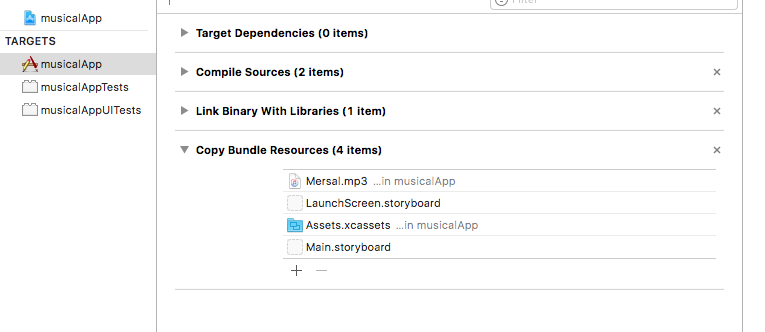 musicalApp
TARGETS
musicalApp
musicalAppTests
musicalAppUITests
Filter
Target Dependencies (0 items)
Compile Sources (2 items)
Link Binary With Libraries (1 item)
Copy Bundle Resources (4 items)
Mersal.mp3 ...in musicalApp
LaunchScreen.storyboard
Assets.xcassets ...in musicalApp
Main.storyboard